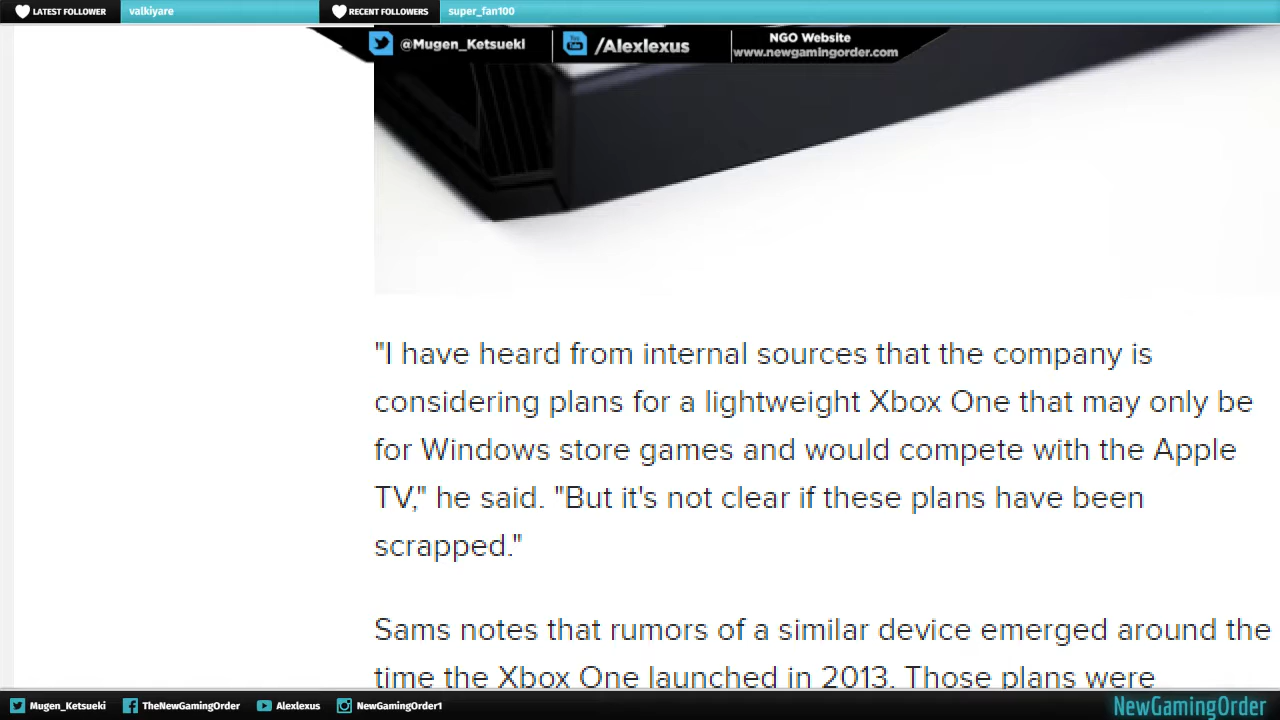 LATEST FOLLOWER valkiyare RECENT FOLLOWERS super_fan100
@Mugen_Ketsueki You Tube /Alexlexus NGO Website
www.newgamingorder.com
"I have heard from internal sources that the company is
considering plans for a lightweight Xbox One that may only be
for Windows store games and would compete with the Apple
TV," he said. "But it's not clear if these plans have been
scrapped."
Sams notes that rumors of a similar device emerged around the
time the Xbox One launched in 2013. Those plans were
Mugen_Ketsueki TheNewGamingOrder Alexlexus NewGamingOrder1 NewGamingOrder